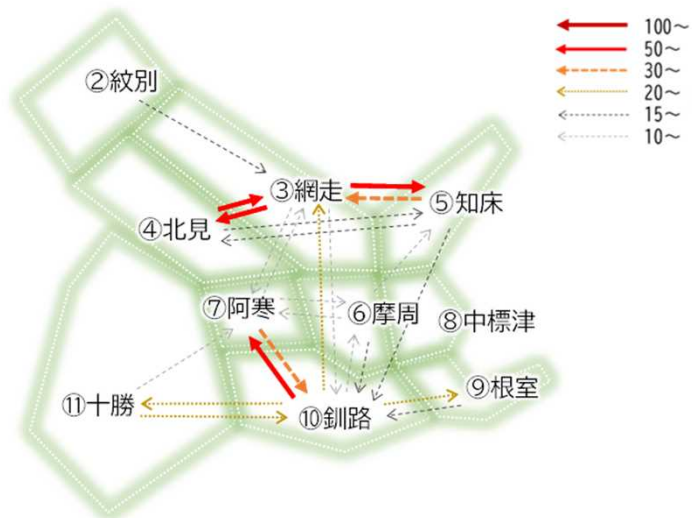 100～
50～
30～
20～
15～
10～
②紋別
③網走
⑤知床
④北見
⑦阿寒
⑥摩周
⑧中標津
⑨根室
⑪十勝
⑩釧路